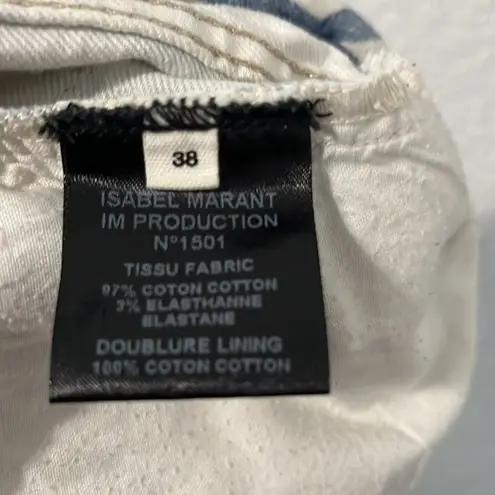 38
ISABEL MARANT
IM PRODUCTION
N°1501
TISSU FABRIC
97% COTON COTTON
3% ELASTHANNE
ELASTANE
DOUBLURE LINING
100% COTON COTTON